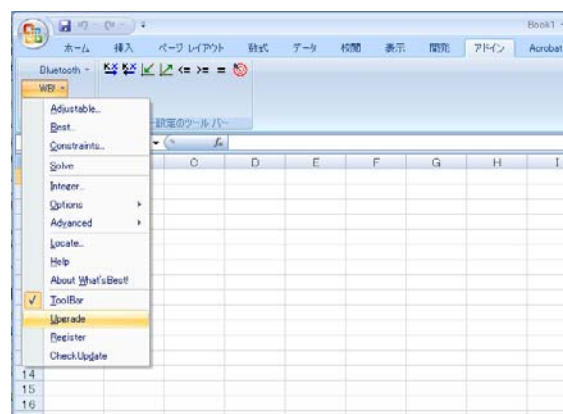 Book1 -
ホーム 挿入 ページ レイアウト 数式 データ 校閲 表示 開発 アドイン Acrobat
Bluetooth
<= >= =
WB!
設定のツール バー
Adjustable...
Best...
Constraints...
Solve
Integer...
Options
Advanced
Locate...
Help
About What'sBest!
ToolBar
Upgrade
Register
CheckUpdate
fx
C D E F G H I
14
15
16